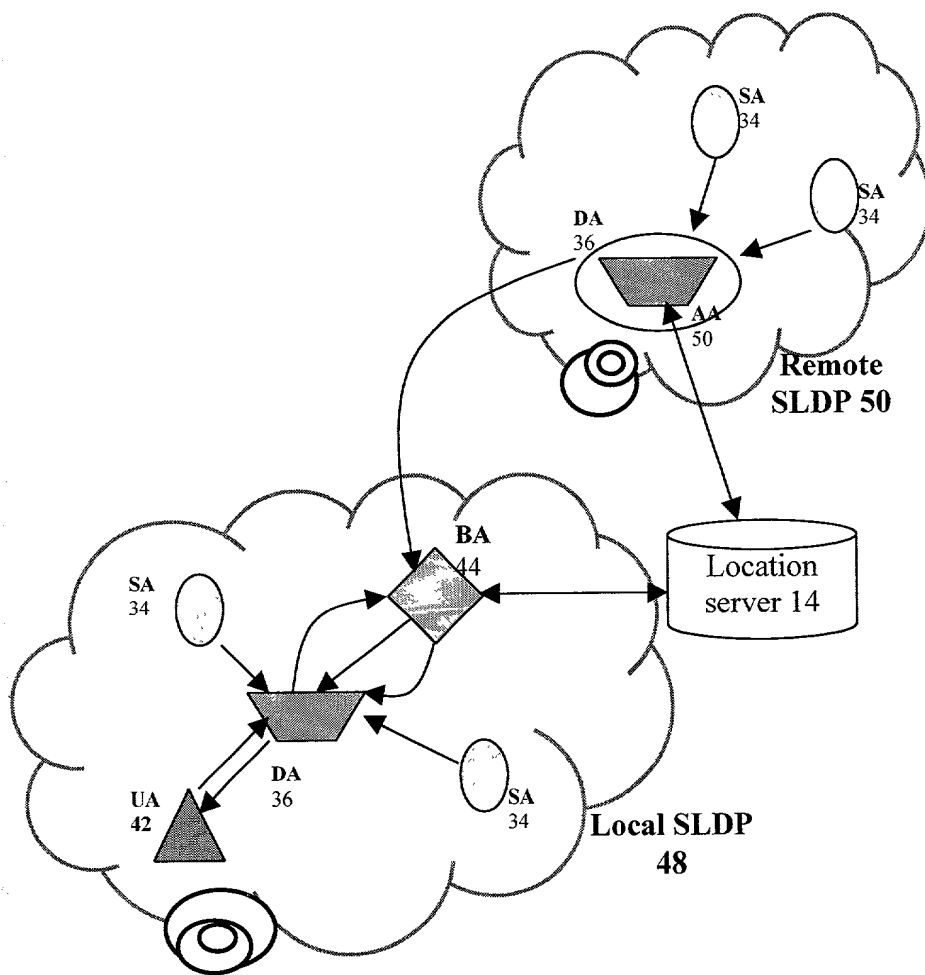 SA
34
SA
34
DA
36
AA
50
Remote
SLDP 50
BA
44
Location
server 14
SA
34
DA
36
UA
42
SA
34
Local SLDP
48